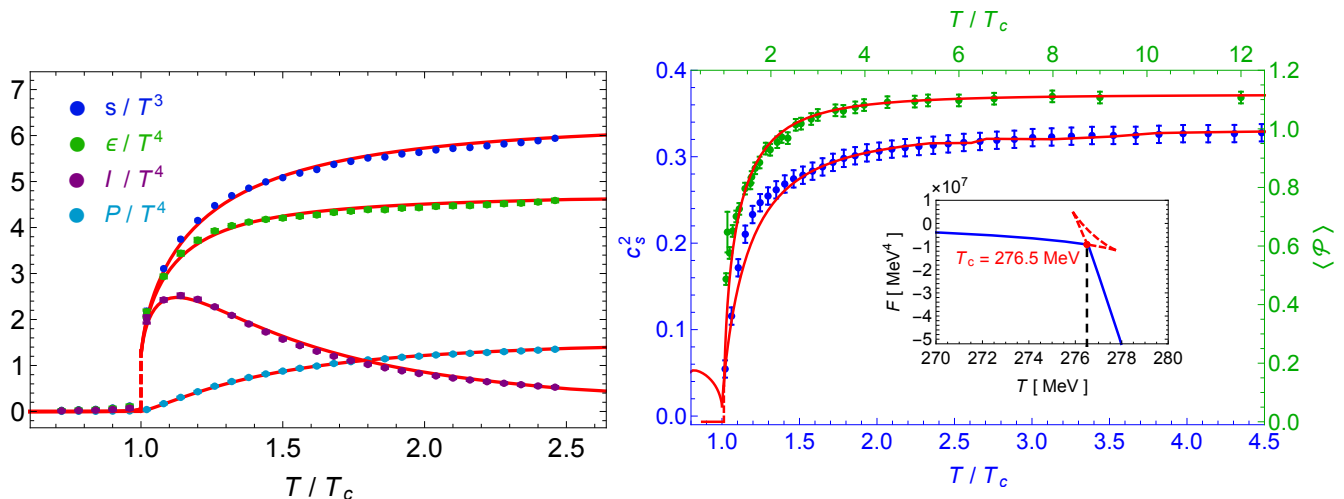 7
6
5
4
3
2
1
0
s / T³
ϵ / T⁴
I / T⁴
P / T⁴
1.0 1.5 2.0 2.5
T / T_c
T / T_c
2 4 6 8 10 12
0.4
0.3
0.2
0.1
0.0
c_s²
1.0 1.5 2.0 2.5 3.0 3.5 4.0 4.5
T / T_c
1.2
1.0
0.8
0.6
0.4
0.2
0.0
⟨𝒫⟩
×10⁷
1
0
−1
−2
−3
−4
−5
F [ MeV⁴ ]
T_c = 276.5 MeV
270 272 274 276 278 280
T [ MeV ]